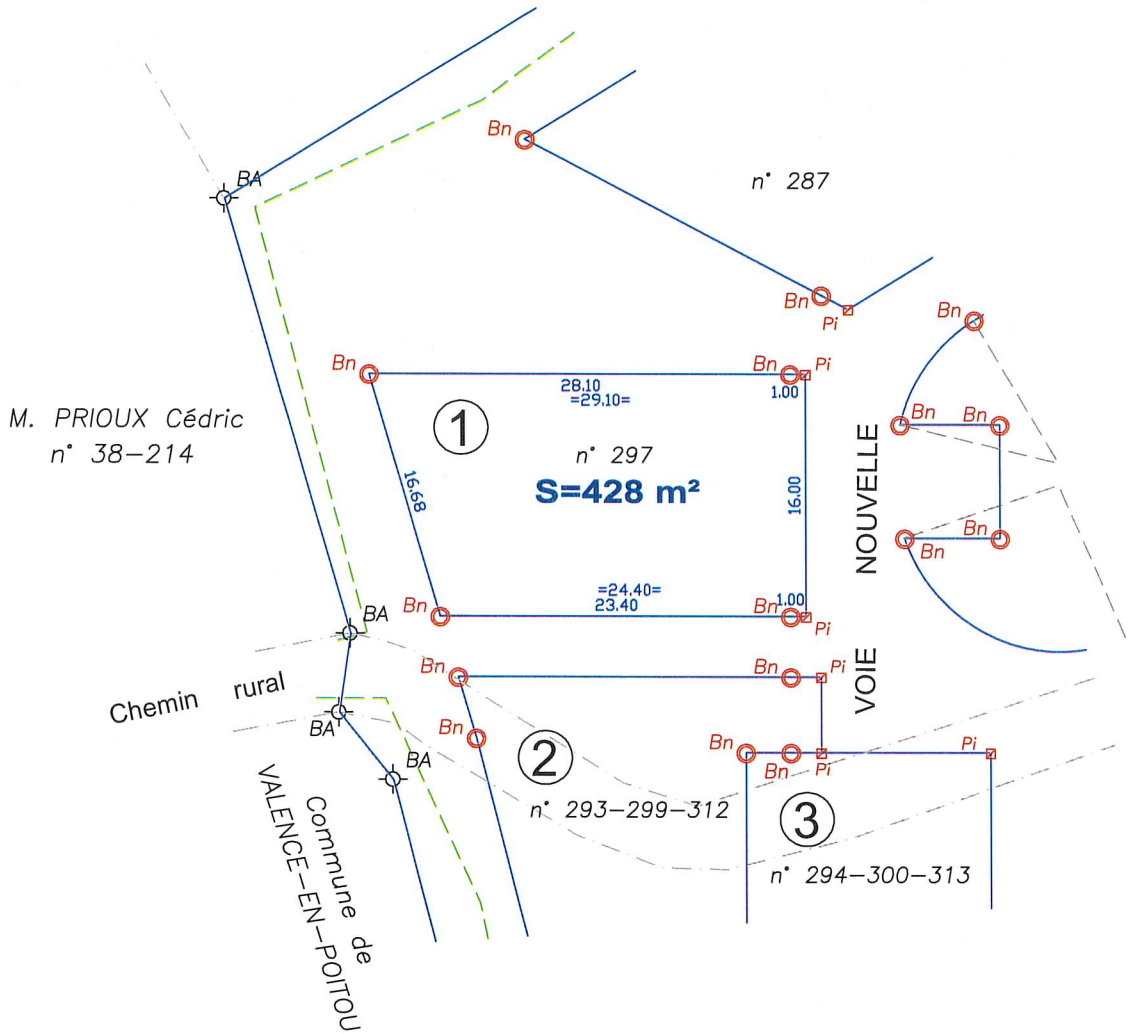 Bn
n° 287
BA
Bn
Pi
Bn
Bn
Bn
Pi
28.10
1.00
=29.10=
M. PRIOUX Cédric
n° 38-214
1
n° 297
S=428 m²
16.68
16.00
Bn
Bn
VOIE NOUVELLE
Bn
Bn
=24.40=
23.40
1.00
Bn
Bn
Pi
BA
Bn
Bn
Pi
Chemin rural
BA
Bn
2
Bn
Bn
Pi
Pi
BA
n° 293-299-312
3
n° 294-300-313
Commune de
VALENCE-EN-POITOU